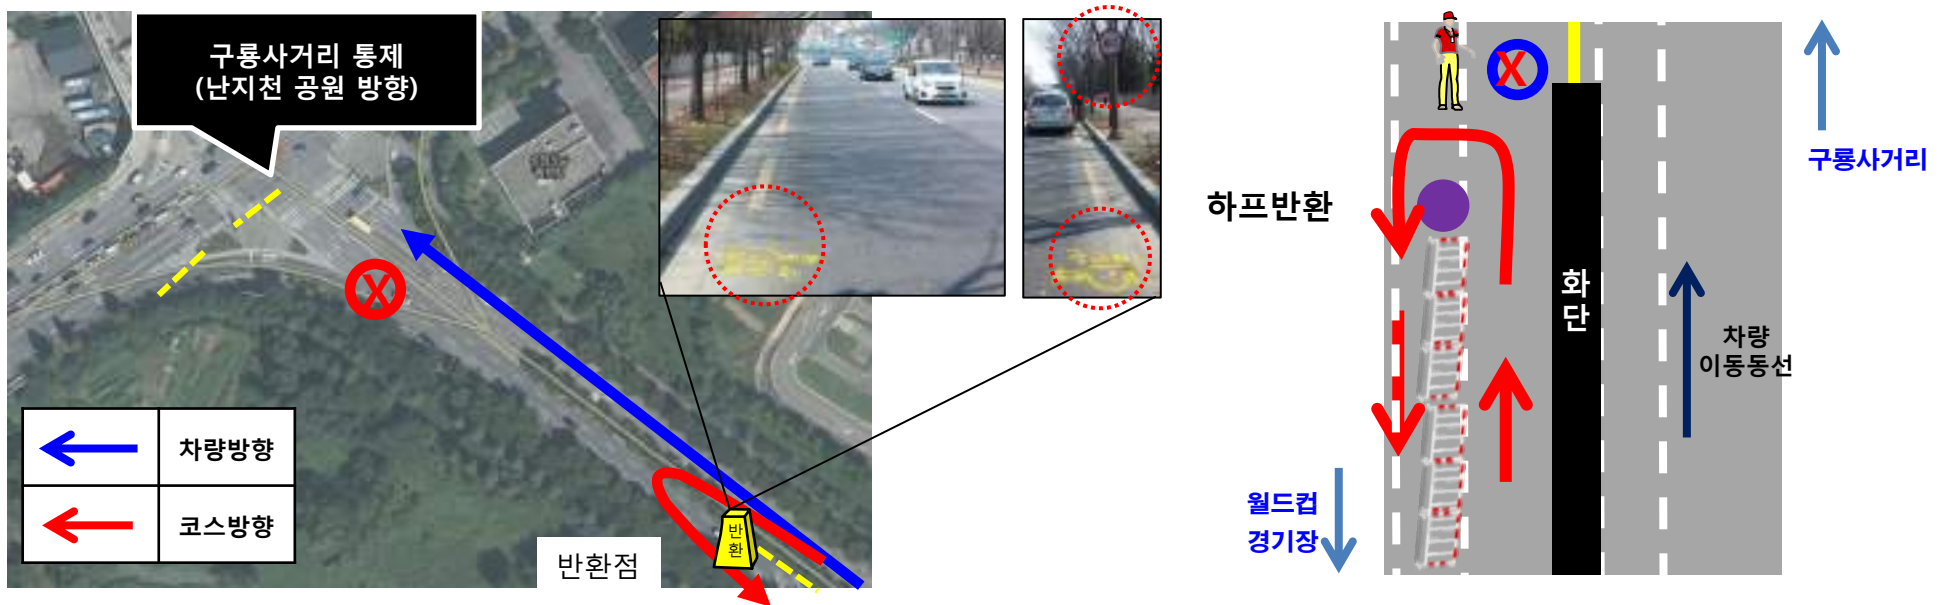 구룡사거리 통제
(난지천 공원 방향)
X
차량방향
코스방향
반환점
반
환
하프반환
X
화
단
구룡사거리
차량
이동동선
월드컵
경기장